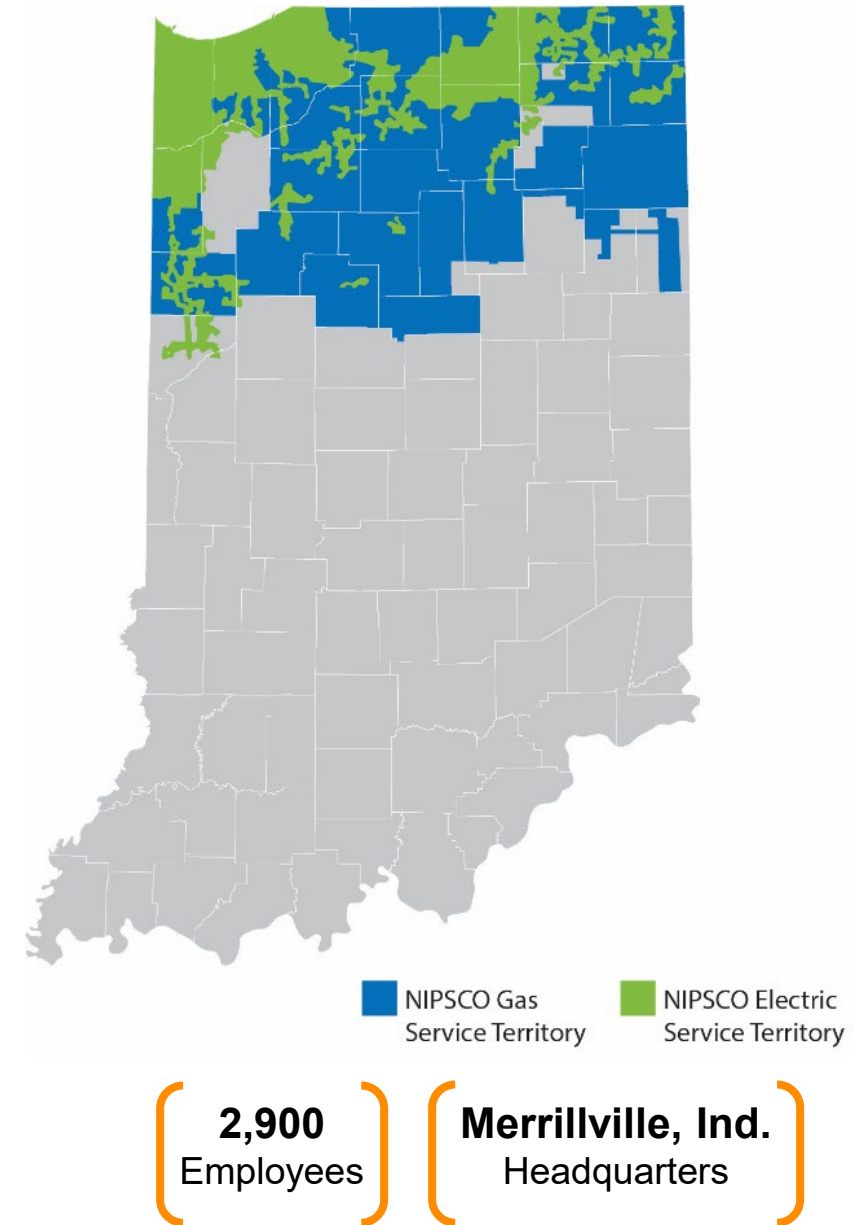 NIPSCO Gas
Service Territory
NIPSCO Electric
Service Territory
2,900
Employees
Merrillville, Ind.
Headquarters